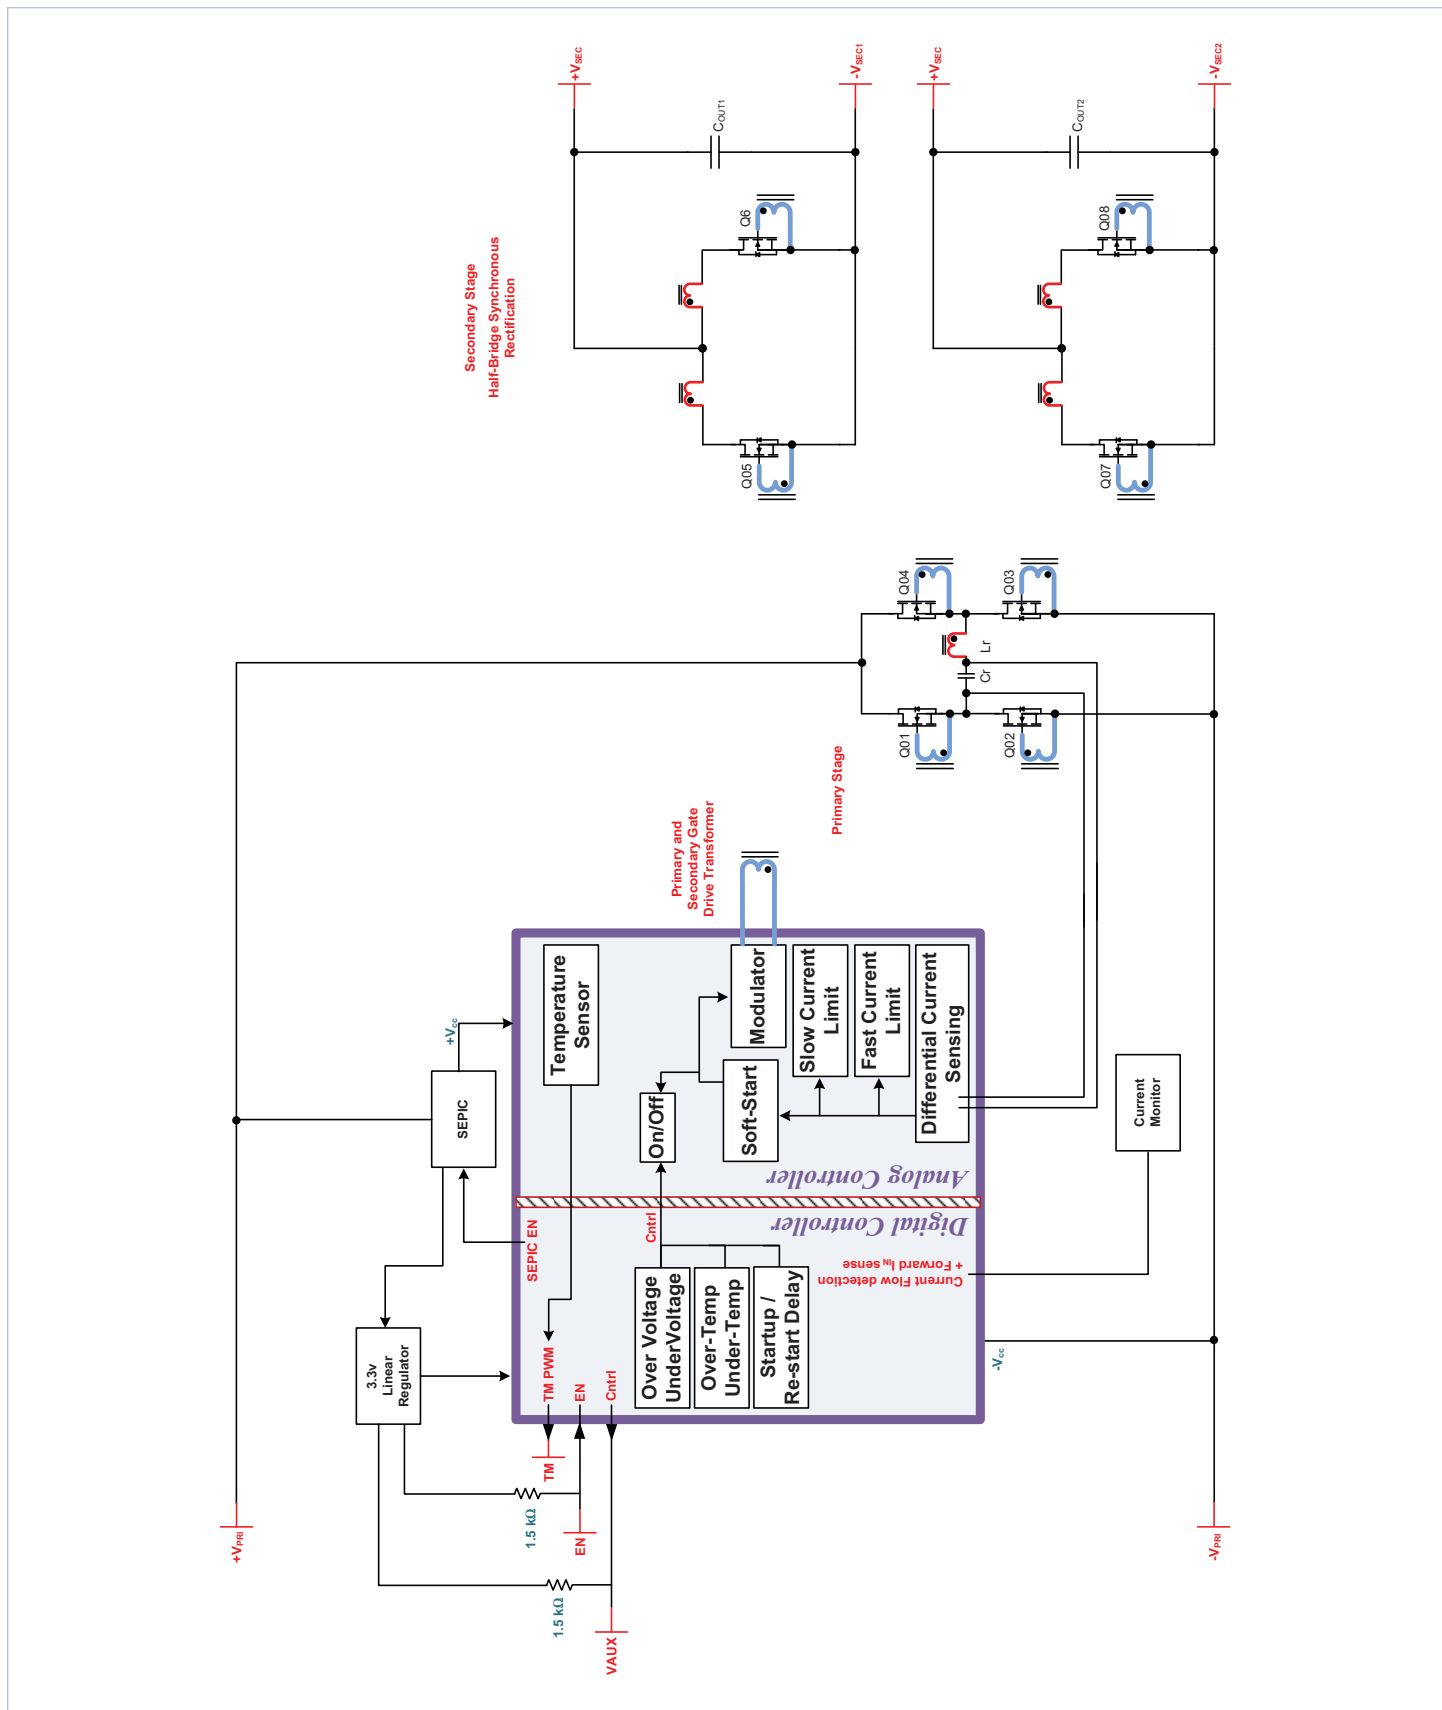 +VPRI
VAUX
1.5 kΩ
1.5 kΩ
EN
TM
3.3v
Linear
Regulator
SEPIC
+Vcc
SEPIC EN
TM PWM
EN
Cntrl
Cntrl
Temperature
Sensor
Over Voltage
UnderVoltage
Over-Temp
Under-Temp
Startup /
Re-start Delay
On/Off
Soft-Start
Modulator
Slow Current
Limit
Fast Current
Limit
Differential Current
Sensing
Digital Controller
Analog Controller
Current Flow detection
+ Forward IIN sense
Current
Monitor
-Vcc
-VPRI
Primary and
Secondary Gate
Drive Transformer
Primary Stage
Q01
Q02
Q04
Q03
Cr
Lr
Secondary Stage
Half-Bridge Synchronous
Rectification
Q05
Q6
COUT1
+VSEC
-VSEC1
Q07
Q08
COUT2
+VSEC
-VSEC2